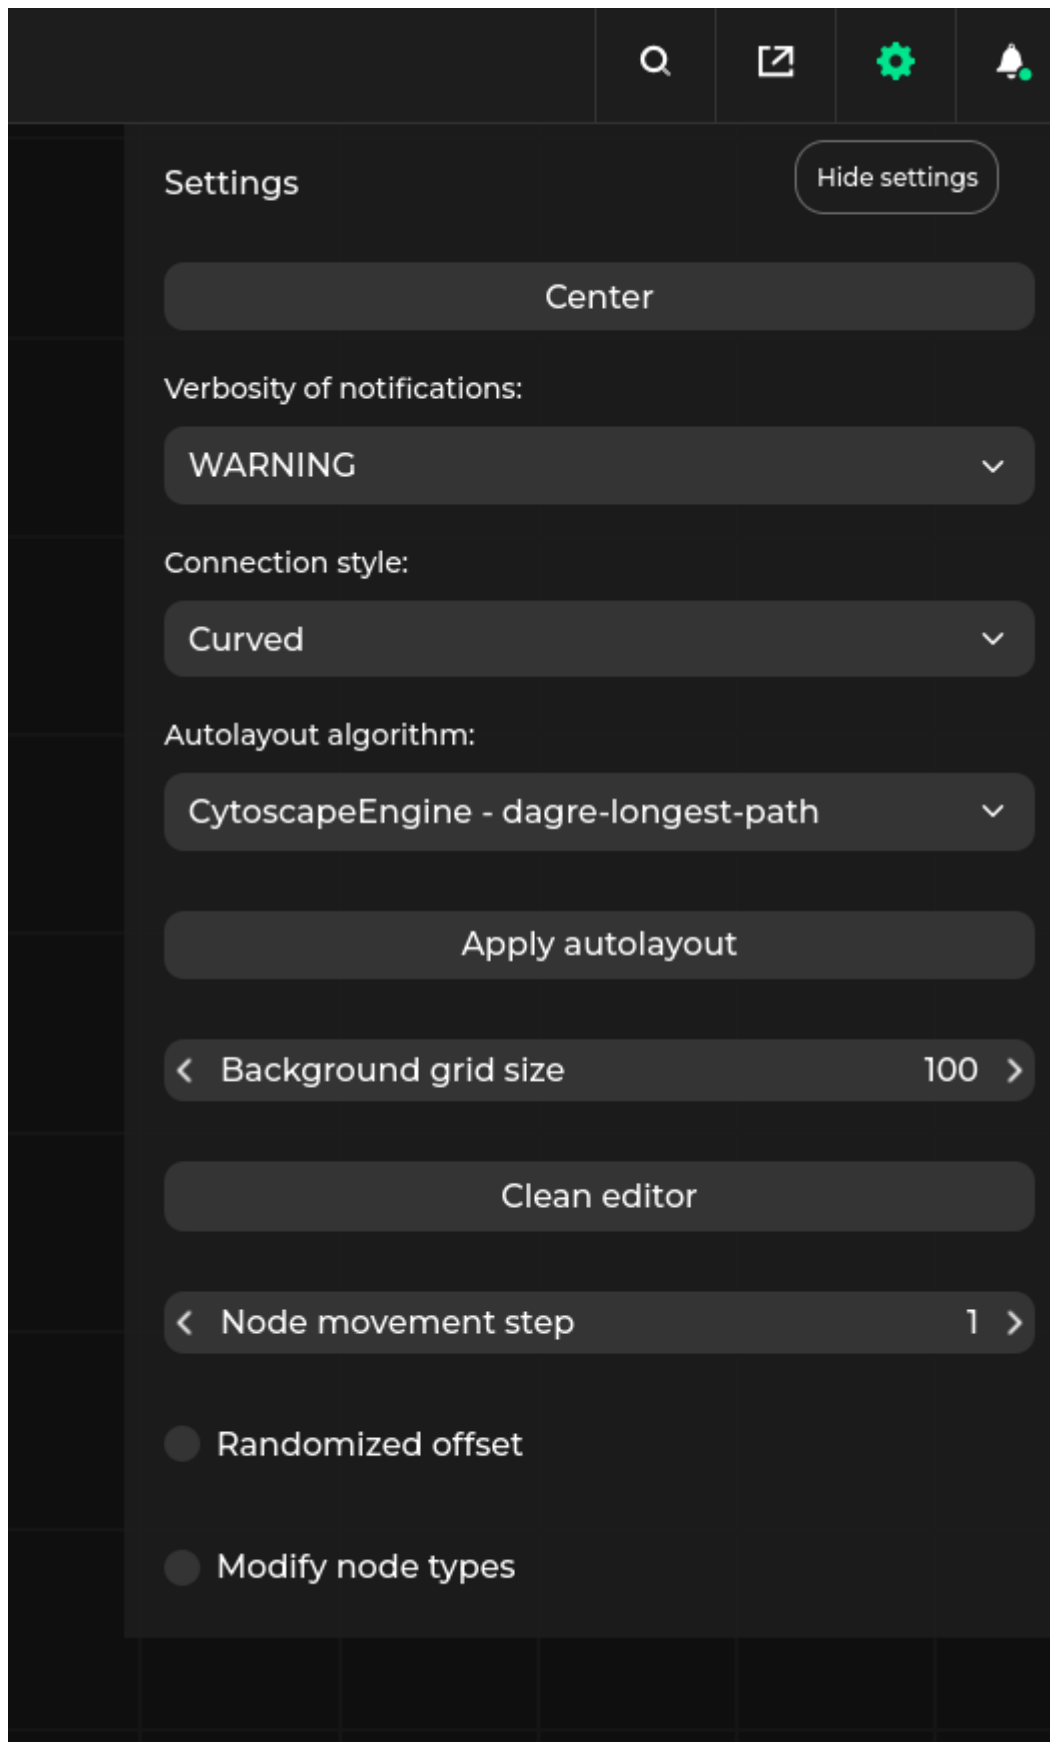 Settings
Hide settings
Center
Verbosity of notifications:
WARNING
Connection style:
Curved
Autolayout algorithm:
CytoscapeEngine - dagre-longest-path
Apply autolayout
Background grid size 100
Clean editor
Node movement step 1
Randomized offset
Modify node types